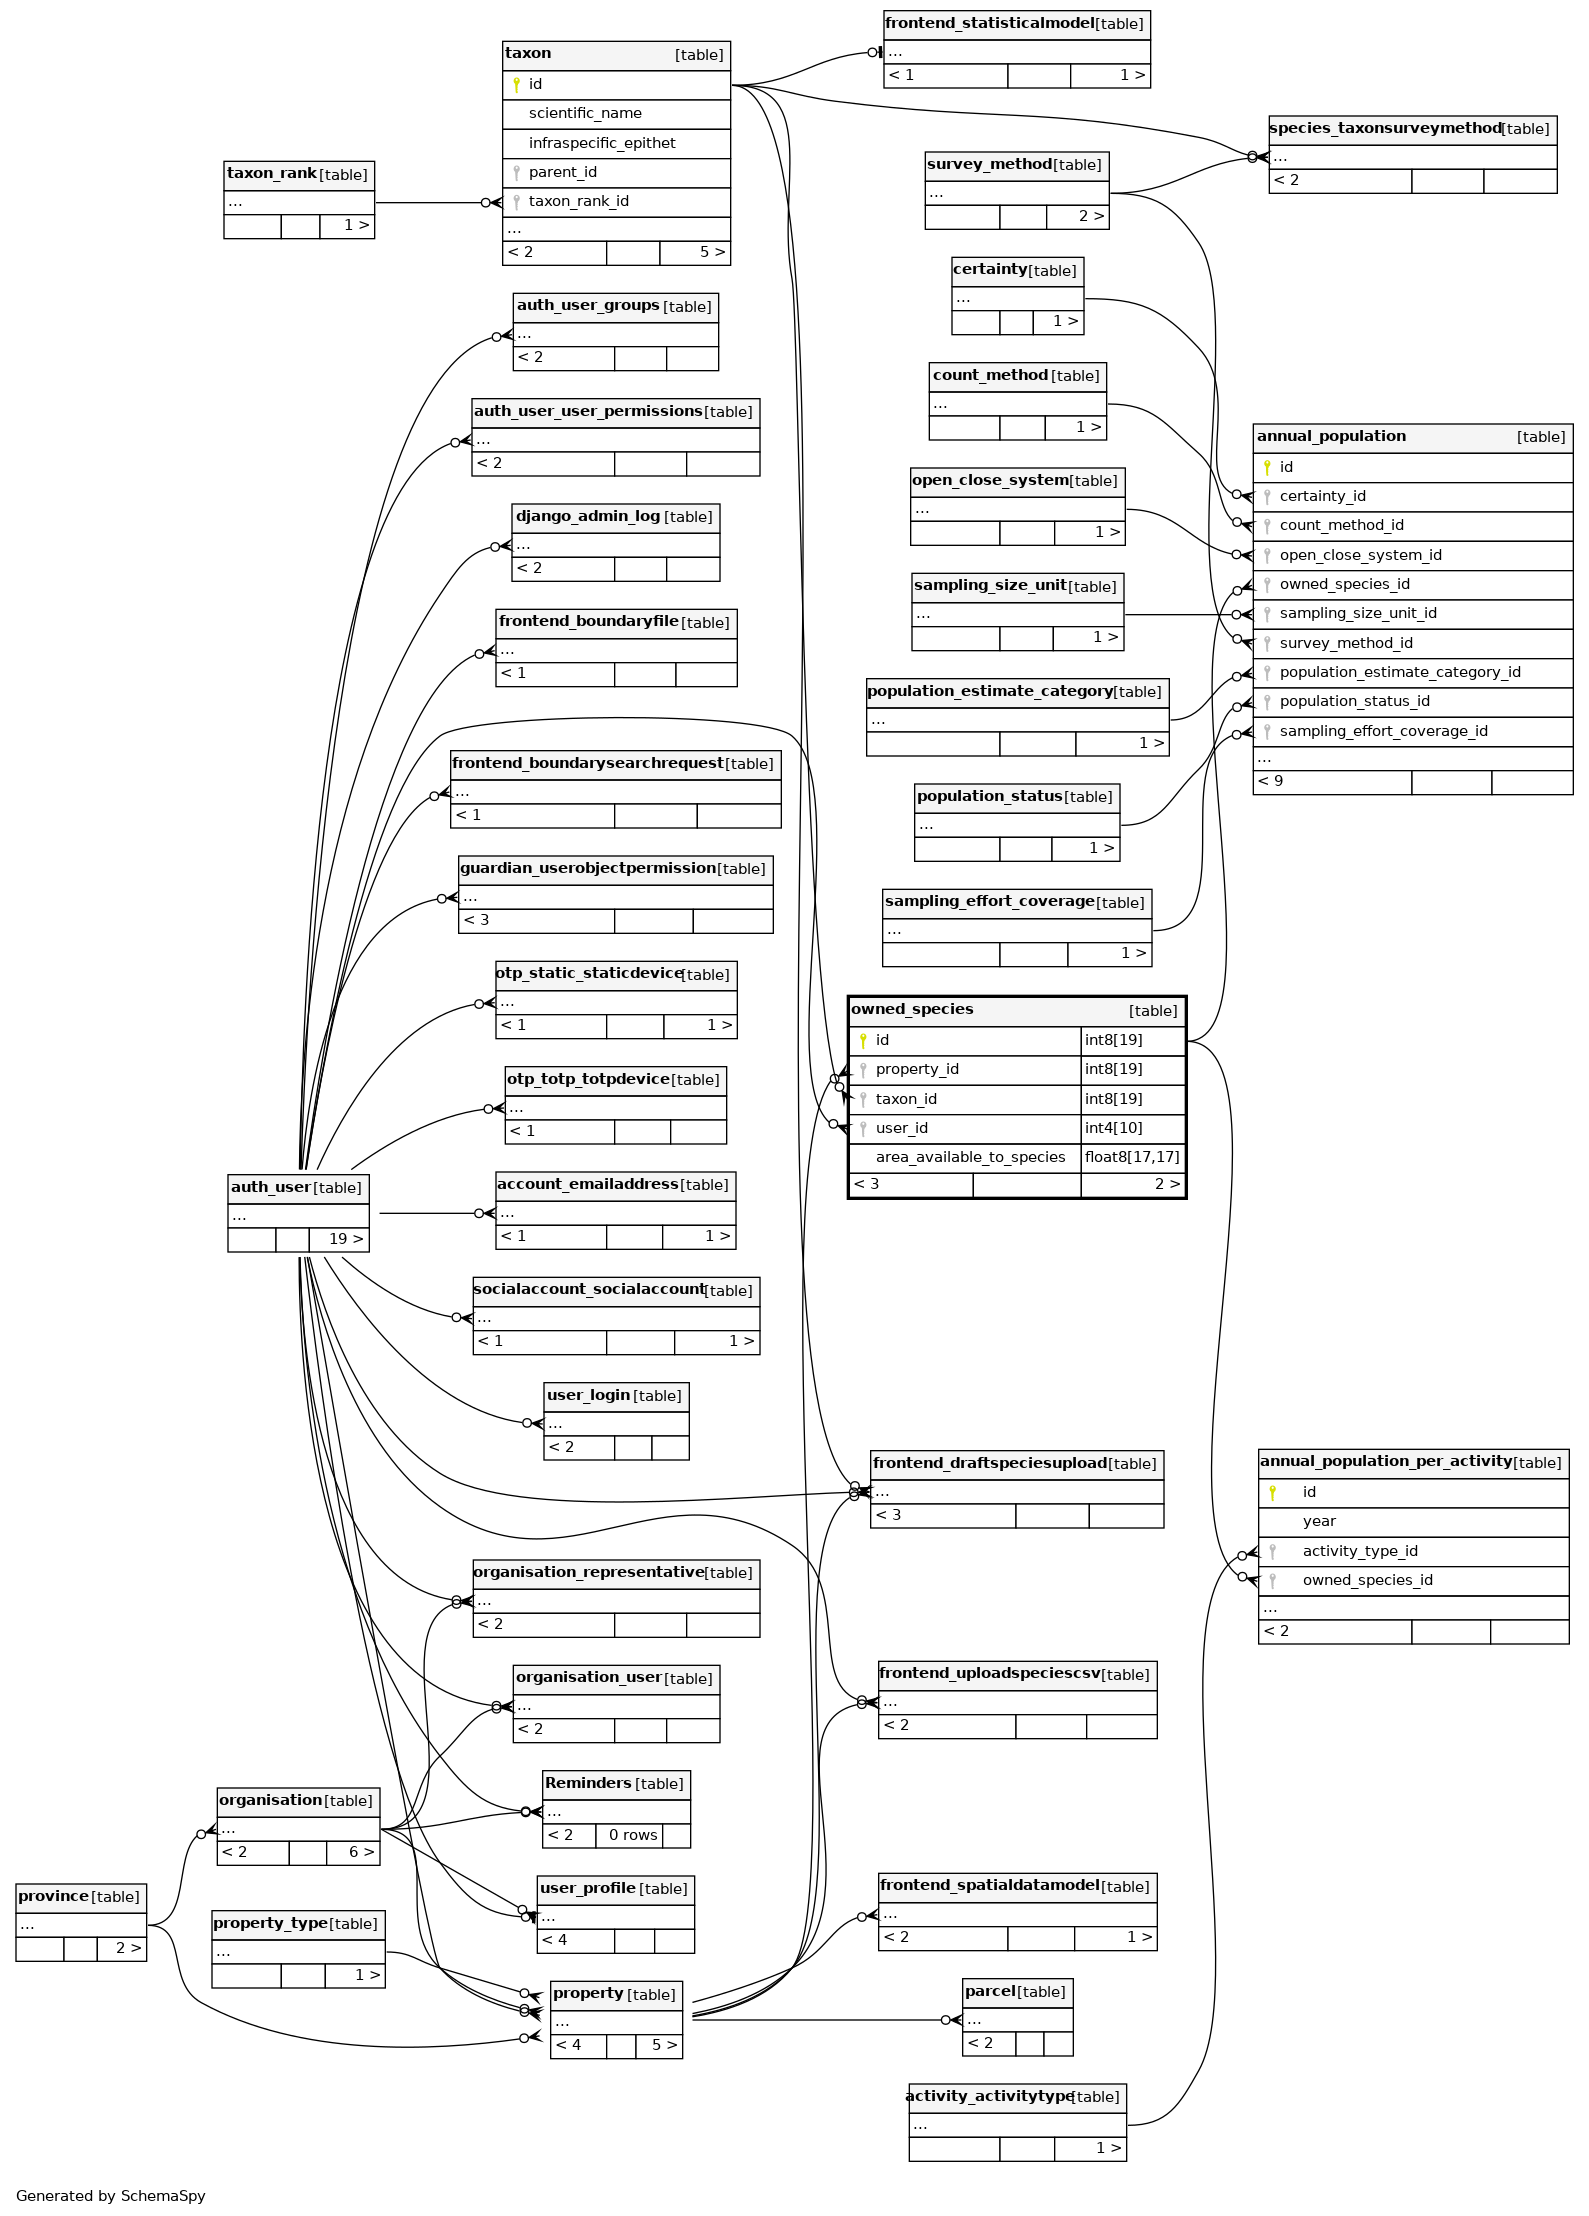 frontend_statisticalmodel [table]
...
< 1 1 >
taxon [table]
id
scientific_name
infraspecific_epithet
parent_id
taxon_rank_id
...
< 2 5 >
species_taxonsurveymethod [table]
...
< 2
survey_method [table]
...
2 >
taxon_rank [table]
...
1 >
certainty [table]
...
1 >
auth_user_groups [table]
...
< 2
count_method [table]
...
1 >
auth_user_user_permissions [table]
...
< 2
annual_population [table]
id
certainty_id
count_method_id
open_close_system_id
owned_species_id
sampling_size_unit_id
survey_method_id
population_estimate_category_id
population_status_id
sampling_effort_coverage_id
...
< 9
open_close_system [table]
...
1 >
django_admin_log [table]
...
< 2
sampling_size_unit [table]
...
1 >
frontend_boundaryfile [table]
...
< 1
population_estimate_category [table]
...
1 >
frontend_boundarysearchrequest [table]
...
< 1
population_status [table]
...
1 >
guardian_userobjectpermission [table]
...
< 3
sampling_effort_coverage [table]
...
1 >
otp_static_staticdevice [table]
...
< 1 1 >
owned_species [table]
id int8[19]
property_id int8[19]
taxon_id int8[19]
user_id int4[10]
area_available_to_species float8[17,17]
< 3 2 >
otp_totp_totpdevice [table]
...
< 1
auth_user [table]
...
19 >
account_emailaddress [table]
...
< 1 1 >
socialaccount_socialaccount [table]
...
< 1 1 >
user_login [table]
...
< 2
frontend_draftspeciesupload [table]
...
< 3
annual_population_per_activity [table]
id
year
activity_type_id
owned_species_id
...
< 2
organisation_representative [table]
...
< 2
organisation_user [table]
...
< 2
frontend_uploadspeciescsv [table]
...
< 2
Reminders [table]
...
< 2 0 rows
organisation [table]
...
< 2 6 >
user_profile [table]
...
< 4
frontend_spatialdatamodel [table]
...
< 2 1 >
province [table]
...
2 >
property_type [table]
...
1 >
property [table]
...
< 4 5 >
parcel [table]
...
< 2
activity_activitytype [table]
...
1 >
Generated by SchemaSpy